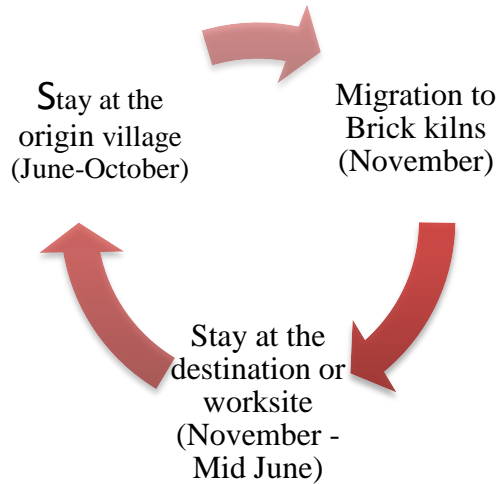 Stay at the
origin village
(June-October)
Migration to
Brick kilns
(November)
Stay at the
destination or
worksite
(November -
Mid June)